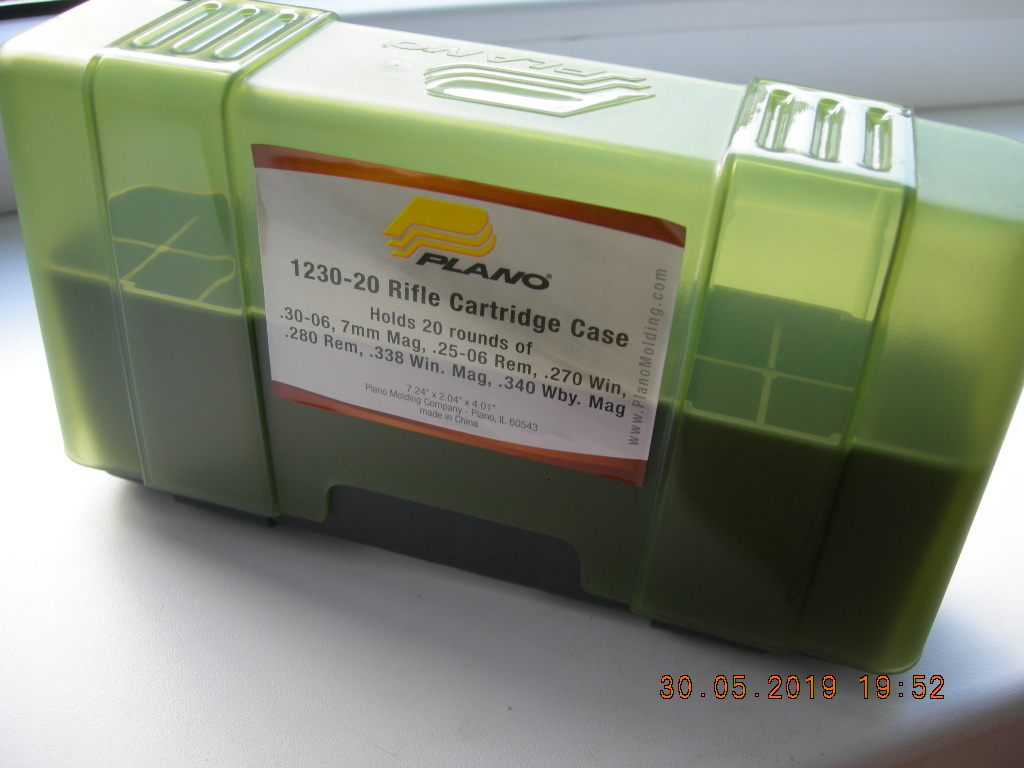 PLANO
PLANO®
1230-20 Rifle Cartridge Case
Holds 20 rounds of
.30-06, 7mm Mag, .25-06 Rem, .270 Win,
.280 Rem, .338 Win. Mag, .340 Wby. Mag
7.24" x 2.04" x 4.01"
Plano Molding Company - Plano, IL 60543
made in China
www.PlanoMolding.com
30.05.2019 19:52